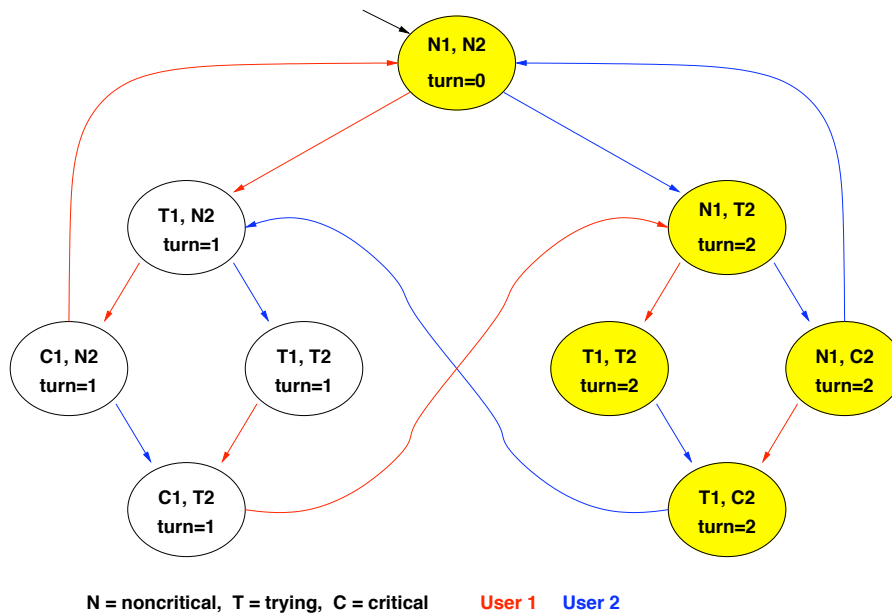 N1, N2
turn=0
T1, N2
turn=1
N1, T2
turn=2
C1, N2
turn=1
T1, T2
turn=1
T1, T2
turn=2
N1, C2
turn=2
C1, T2
turn=1
T1, C2
turn=2
N = noncritical, T = trying, C = critical User 1 User 2